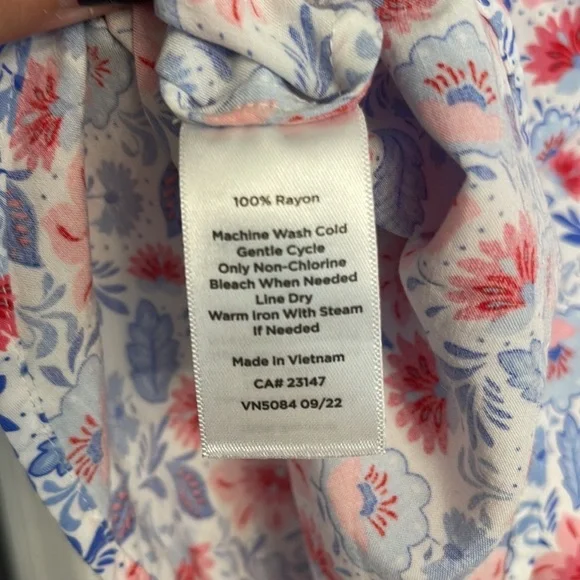 100% Rayon
Machine Wash Cold
Gentle Cycle
Only Non-Chlorine
Bleach When Needed
Line Dry
Warm Iron With Steam
If Needed
Made in Vietnam
CA# 23147
VN5084 09/22